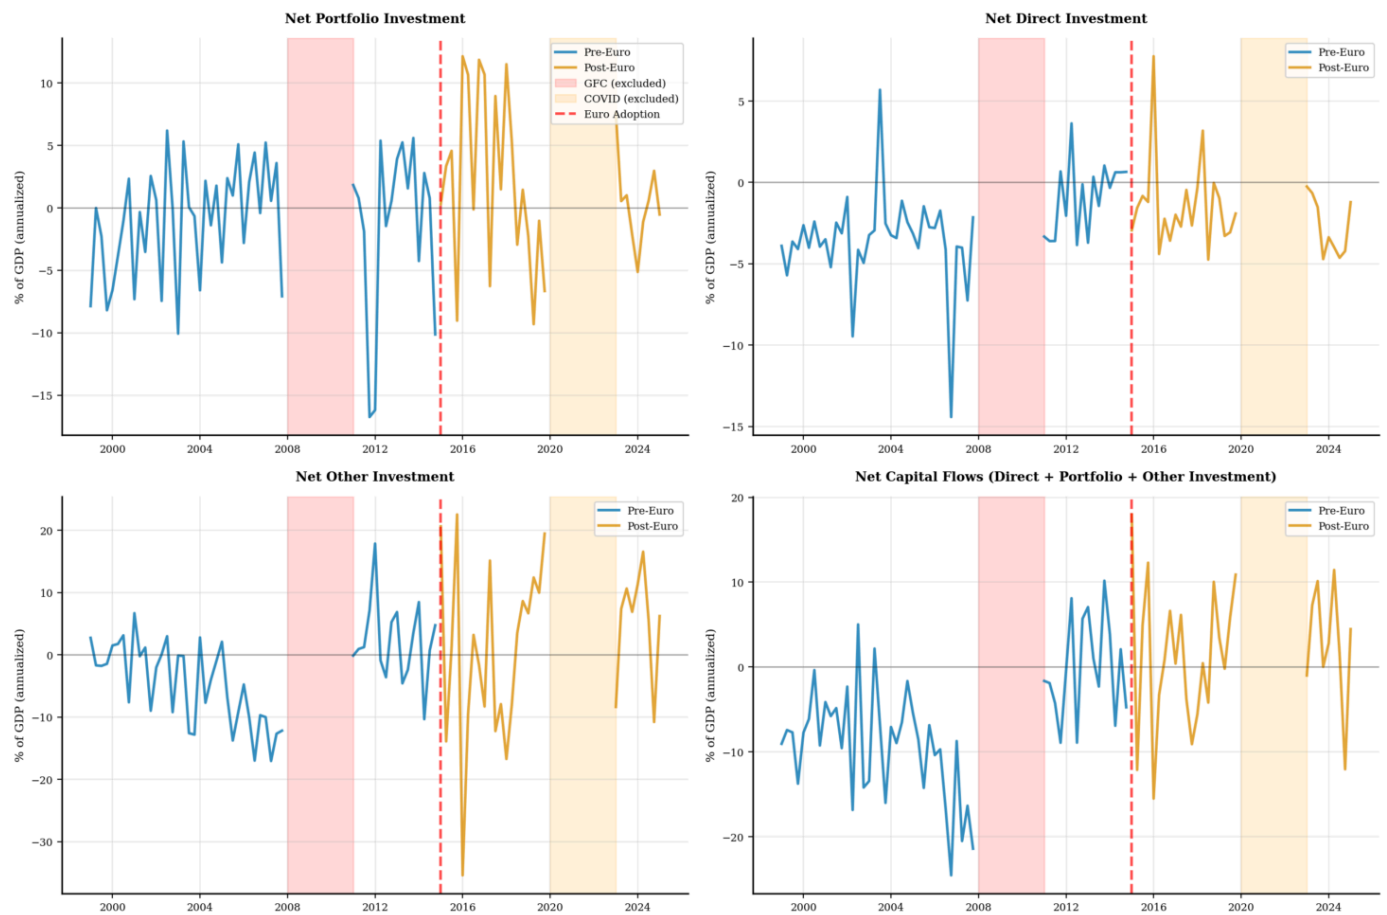 Net Portfolio Investment
% of GDP (annualized)
10
5
0
−5
−10
−15
2000 2004 2008 2012 2016 2020 2024
Pre-Euro
Post-Euro
GFC (excluded)
COVID (excluded)
Euro Adoption
Net Direct Investment
% of GDP (annualized)
5
0
−5
−10
−15
2000 2004 2008 2012 2016 2020 2024
Pre-Euro
Post-Euro
Net Other Investment
% of GDP (annualized)
20
10
0
−10
−20
−30
2000 2004 2008 2012 2016 2020 2024
Pre-Euro
Post-Euro
Net Capital Flows (Direct + Portfolio + Other Investment)
% of GDP (annualized)
20
10
0
−10
−20
2000 2004 2008 2012 2016 2020 2024
Pre-Euro
Post-Euro